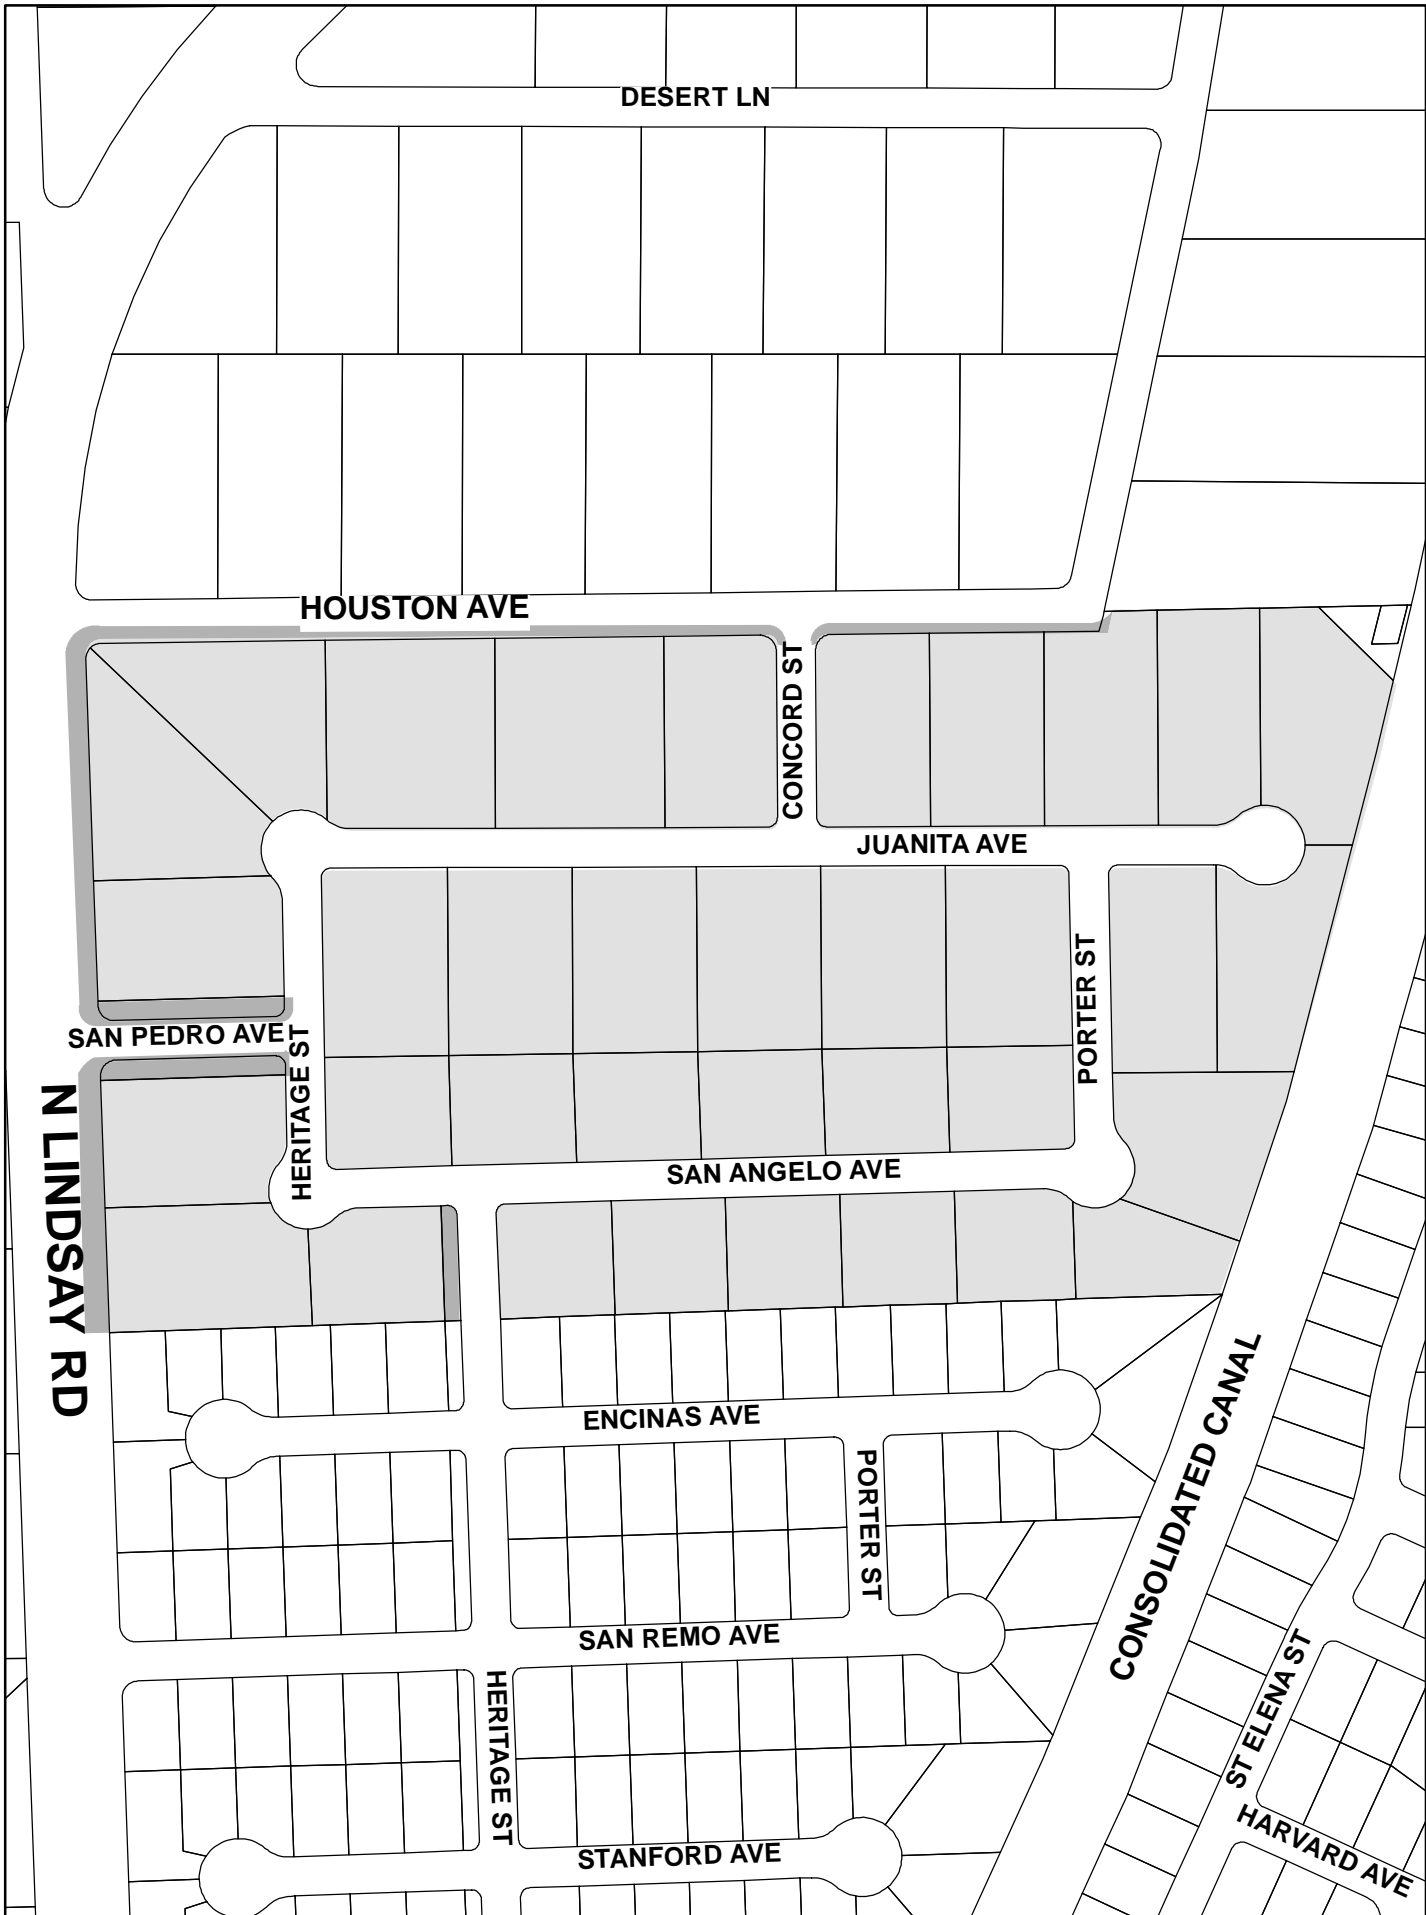 DESERT LN
HOUSTON AVE
CONCORD ST
JUANITA AVE
PORTER ST
SAN PEDRO AVE
HERITAGE ST
N LINDSAY RD
SAN ANGELO AVE
ENCINAS AVE
PORTER ST
CONSOLIDATED CANAL
SAN REMO AVE
HERITAGE ST
ST ELENA ST
HARVARD AVE
STANFORD AVE